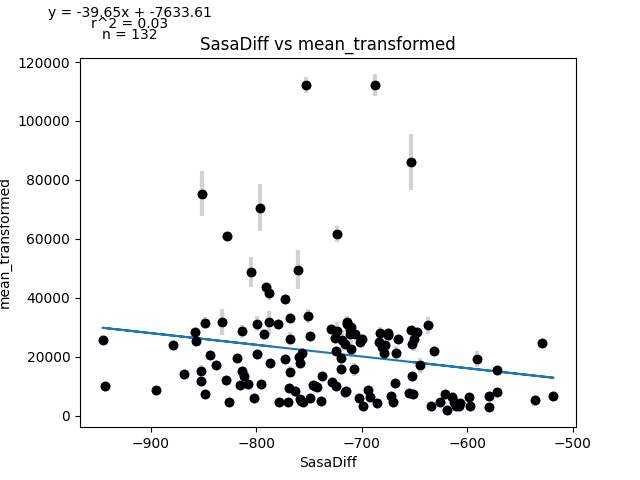 y = -39.65x + -7633.61
r^2 = 0.03
n = 132
SasaDiff vs mean_transformed
120000
100000
80000
60000
40000
20000
0
mean_transformed
−900
−800
−700
−600
−500
SasaDiff